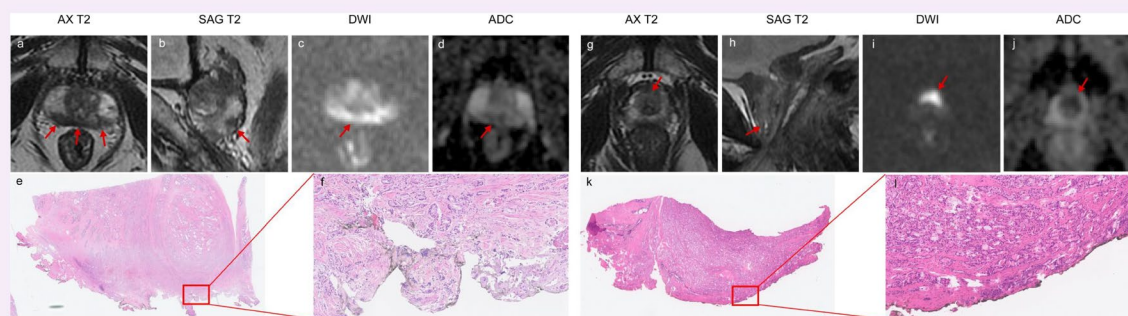 AX T2 SAG T2 DWI ADC AX T2 SAG T2 DWI ADC
a b c d g h i j
e f k l